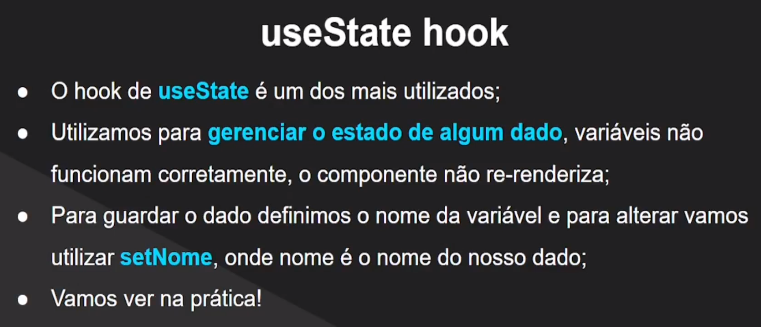 useState hook
● O hook de useState é um dos mais utilizados;
● Utilizamos para gerenciar o estado de algum dado, variáveis não
funcionam corretamente, o componente não re-renderiza;
● Para guardar o dado definimos o nome da variável e para alterar vamos
utilizar setNome, onde nome é o nome do nosso dado;
● Vamos ver na prática!